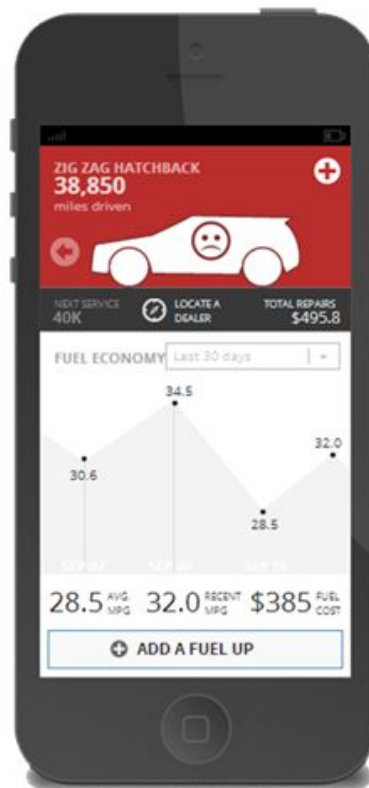 ZIG ZAG HATCHBACK
38,850
miles driven
NEXT SERVICE
40K
LOCATE A
DEALER
TOTAL REPAIRS
$495.8
FUEL ECONOMY
Last 30 days
34.5
30.6
32.0
28.5
28.5 AVG. MPG
32.0 RECENT MPG
$385 FUEL COST
ADD A FUEL UP